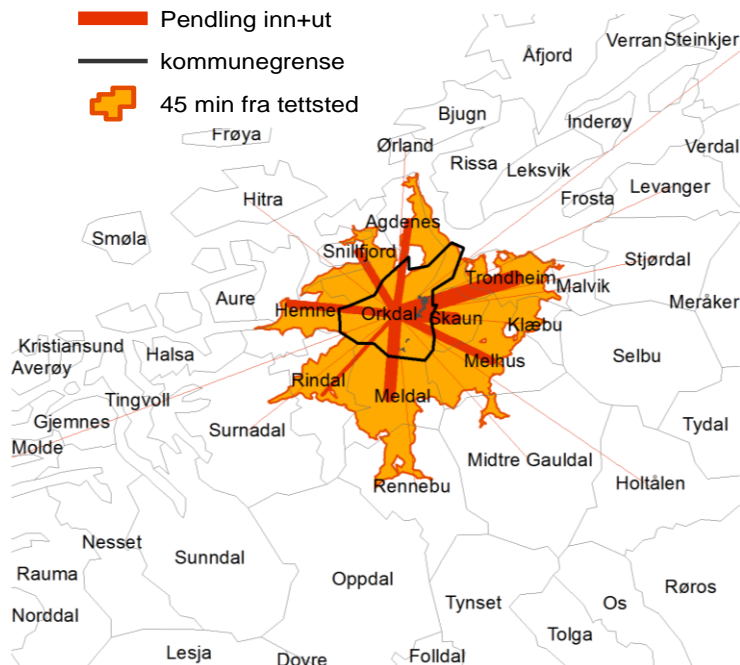 Pendling inn+ut
kommunegrense
45 min fra tettsted
Verran
Steinkjer
Åfjord
Bjugn
Inderøy
Frøya
Ørland
Verdal
Rissa
Leksvik
Levanger
Hitra
Frosta
Agdenes
Smøla
Snillfjord
Stjørdal
Trondheim
Malvik
Aure
Meråker
Hemne
Orkdal
Skaun
Klæbu
Kristiansund
Halsa
Selbu
Averøy
Melhus
Rindal
Tingvoll
Meldal
Gjemnes
Tydal
Surnadal
Molde
Midtre Gauldal
Holtålen
Rennebu
Nesset
Sunndal
Rauma
Oppdal
Røros
Tynset
Os
Norddal
Tolga
Lesja
Folldal
Dovre